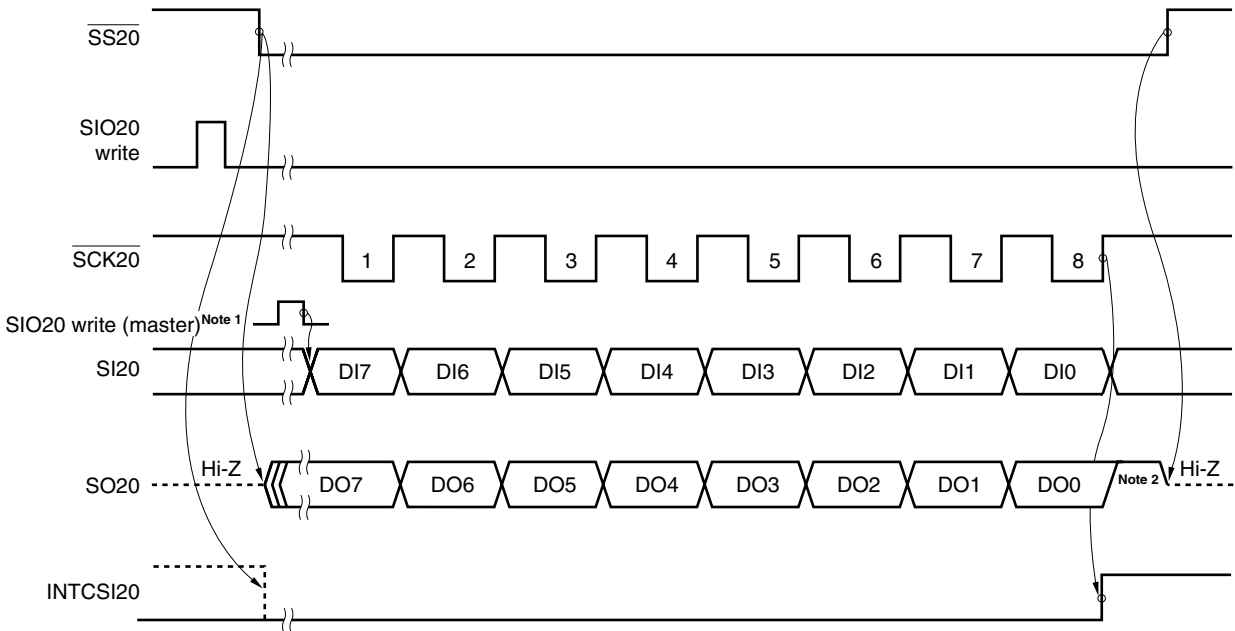 SS20
SIO20
write
SCK20
1 2 3 4 5 6 7 8
SIO20 write (master) Note 1
SI20
DI7 DI6 DI5 DI4 DI3 DI2 DI1 DI0
Hi-Z
SO20
DO7 DO6 DO5 DO4 DO3 DO2 DO1 DO0 Note 2
Hi-Z
INTCSI20